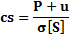 cs = P + u / σ[S]